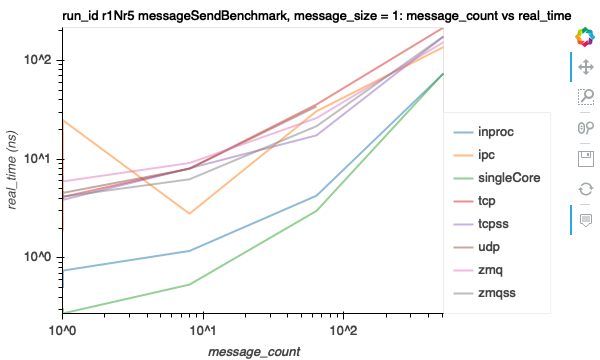 run_id r1Nr5 messageSendBenchmark, message_size = 1: message_count vs real_time
real_time (ns)
10^2
10^1
10^0
10^0
10^1
10^2
message_count
inproc
ipc
singleCore
tcp
tcpss
udp
zmq
zmqss